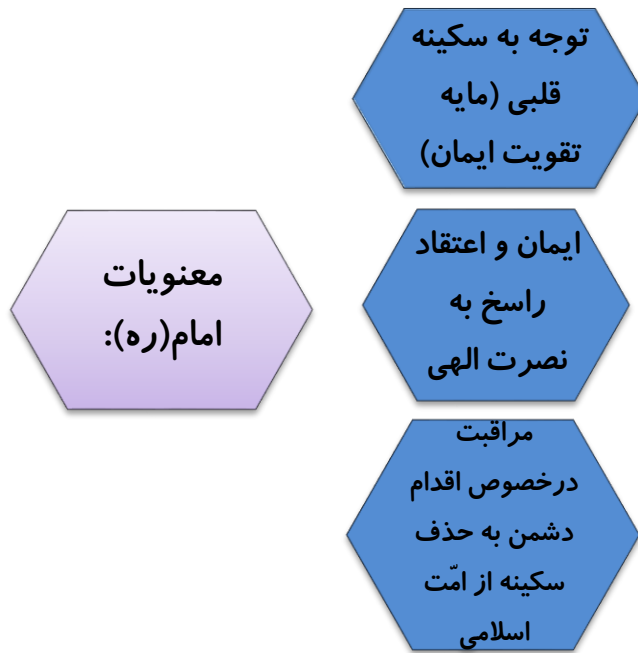 توجه به سکینه
قلبی (مایه
تقویت ایمان)
معنویات
امام(ره):
ایمان و اعتقاد
راسخ به
نصرت الهی
مراقبت
درخصوص اقدام
دشمن به حذف
سکینه از امّت
اسلامی